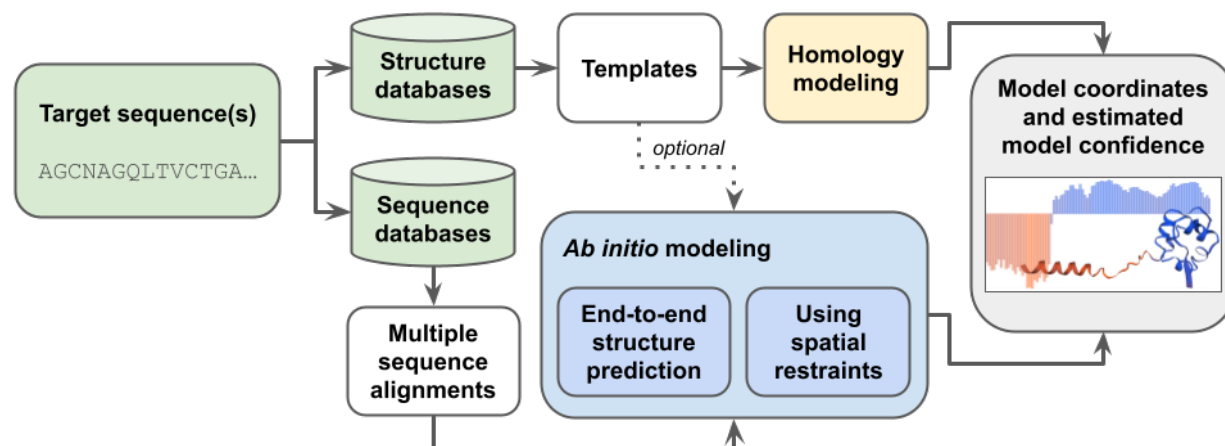 Target sequence(s)
AGCNAGQLTVCTGA…
Structure
databases
Sequence
databases
Templates
Homology
modeling
optional
Multiple
sequence
alignments
Ab initio modeling
End-to-end
structure
prediction
Using
spatial
restraints
Model coordinates
and estimated
model confidence